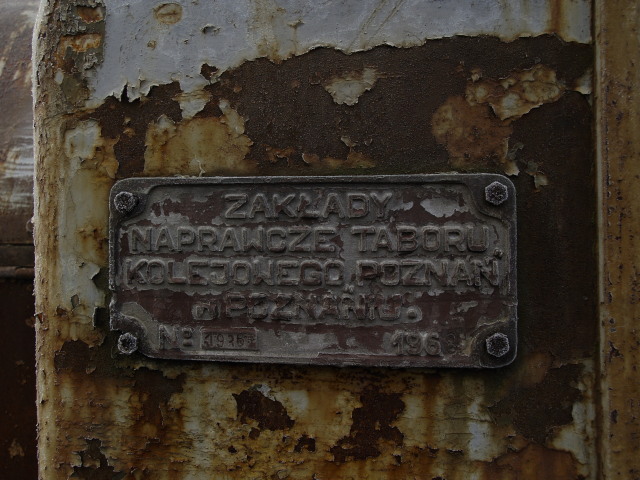 ZAKŁADY
NAPRAWCZE TABORU
KOLEJOWEGO POZNAŃ
W POZNANIU.
No